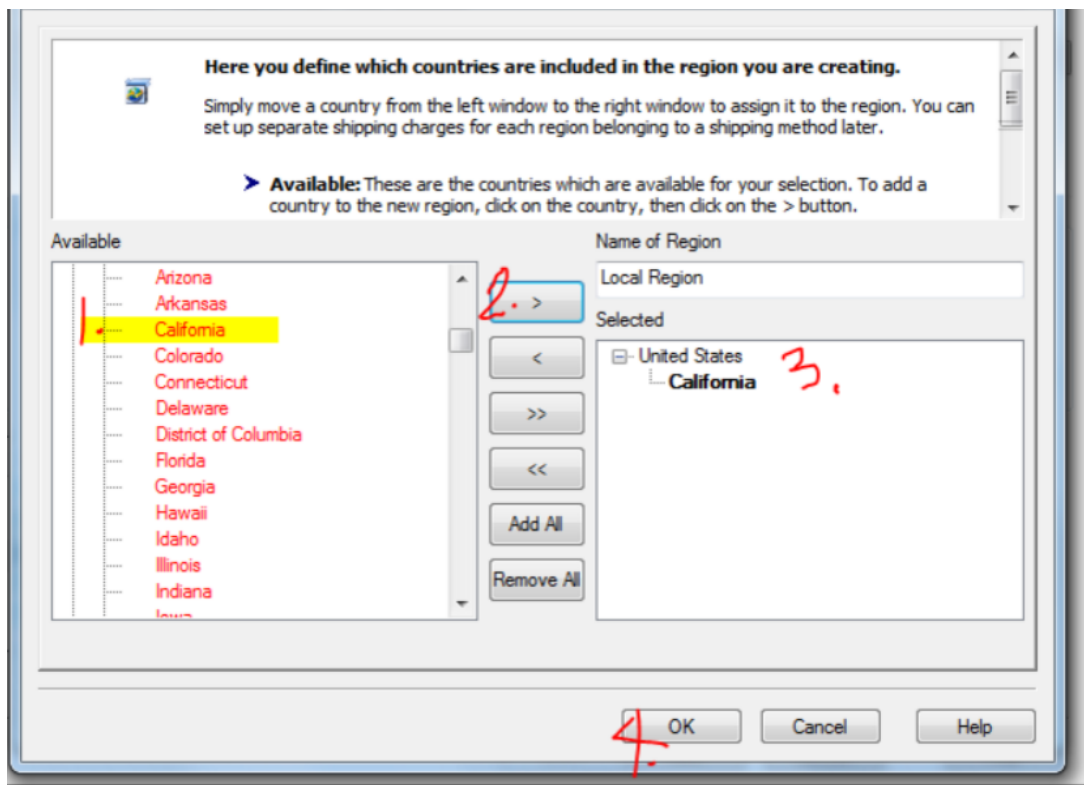 Here you define which countries are included in the region you are creating.
Simply move a country from the left window to the right window to assign it to the region. You can
set up separate shipping charges for each region belonging to a shipping method later.
Available: These are the countries which are available for your selection. To add a
country to the new region, click on the country, then click on the > button.
Available
Name of Region
Arizona
Arkansas
1. California
Colorado
Connecticut
Delaware
District of Columbia
Florida
Georgia
Hawaii
Idaho
Illinois
Indiana
Iowa
2. >
<
>>
<<
Add All
Remove All
Local Region
Selected
United States
California
3.
4. OK
Cancel
Help